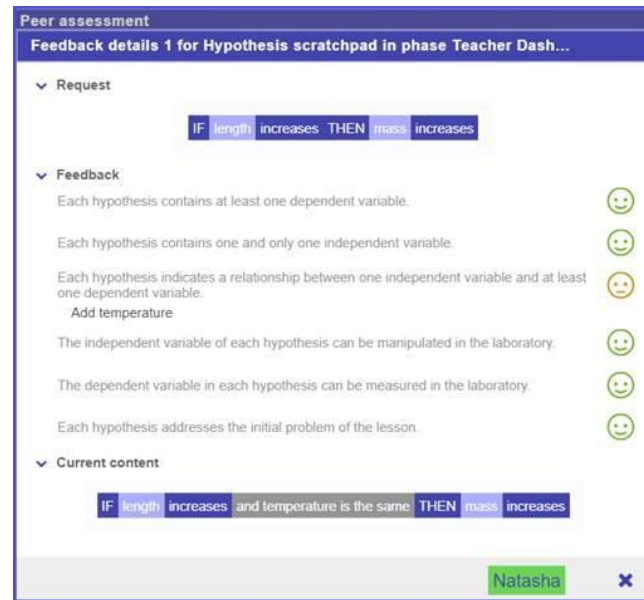 Peer assessment
Feedback details 1 for Hypothesis scratchpad in phase Teacher Dash...
Request
IF length increases THEN mass increases
Feedback
Each hypothesis contains at least one dependent variable.
Each hypothesis contains one and only one independent variable.
Each hypothesis indicates a relationship between one independent variable and at least
one dependent variable.
Add temperature
The independent variable of each hypothesis can be manipulated in the laboratory.
The dependent variable in each hypothesis can be measured in the laboratory.
Each hypothesis addresses the initial problem of the lesson.
Current content
IF length increases and temperature is the same THEN mass increases
Natasha